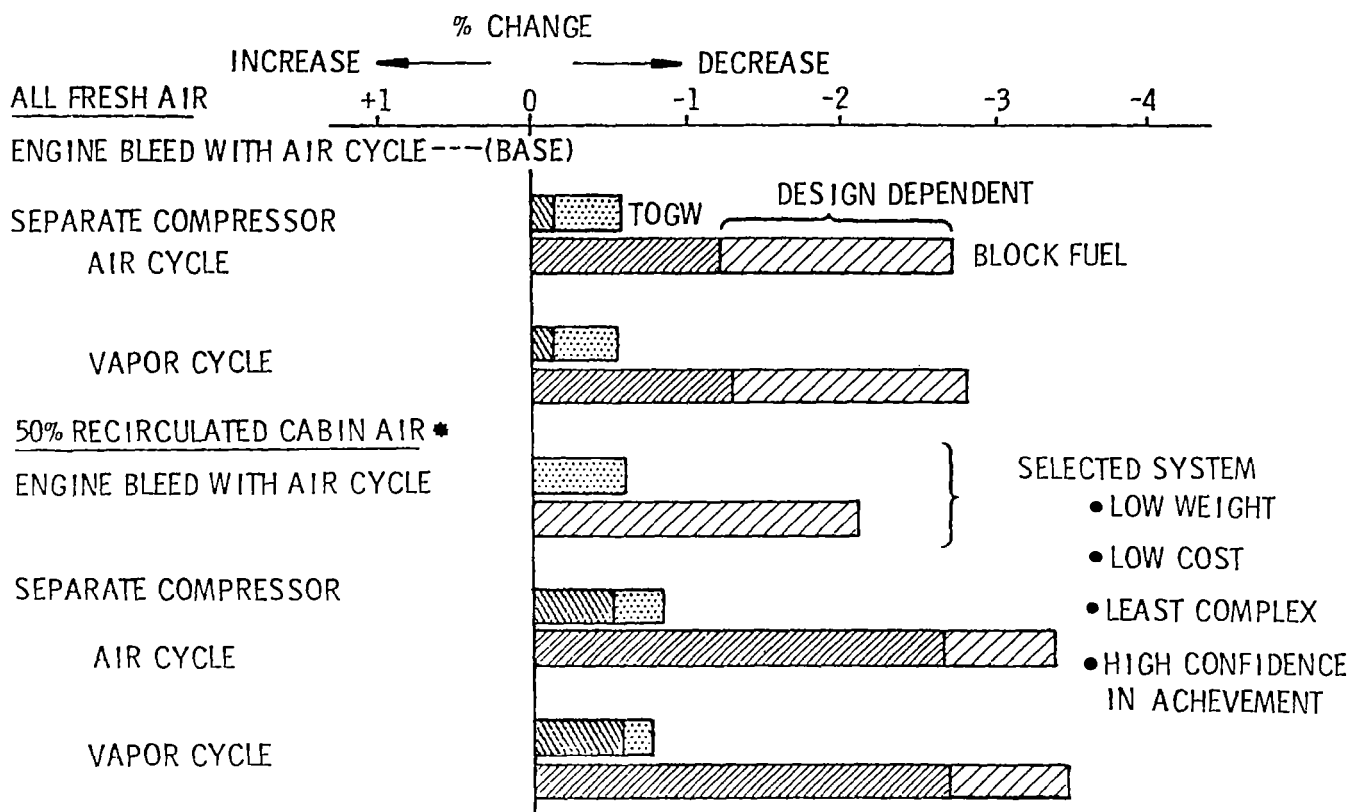 % CHANGE
INCREASE DECREASE
ALL FRESH AIR +1 0 -1 -2 -3 -4
ENGINE BLEED WITH AIR CYCLE---(BASE)
DESIGN DEPENDENT
SEPARATE COMPRESSOR TOGW
AIR CYCLE BLOCK FUEL
VAPOR CYCLE
50% RECIRCULATED CABIN AIR *
ENGINE BLEED WITH AIR CYCLE
SELECTED SYSTEM
• LOW WEIGHT
• LOW COST
SEPARATE COMPRESSOR
• LEAST COMPLEX
AIR CYCLE
• HIGH CONFIDENCE
IN ACHEVEMENT
VAPOR CYCLE